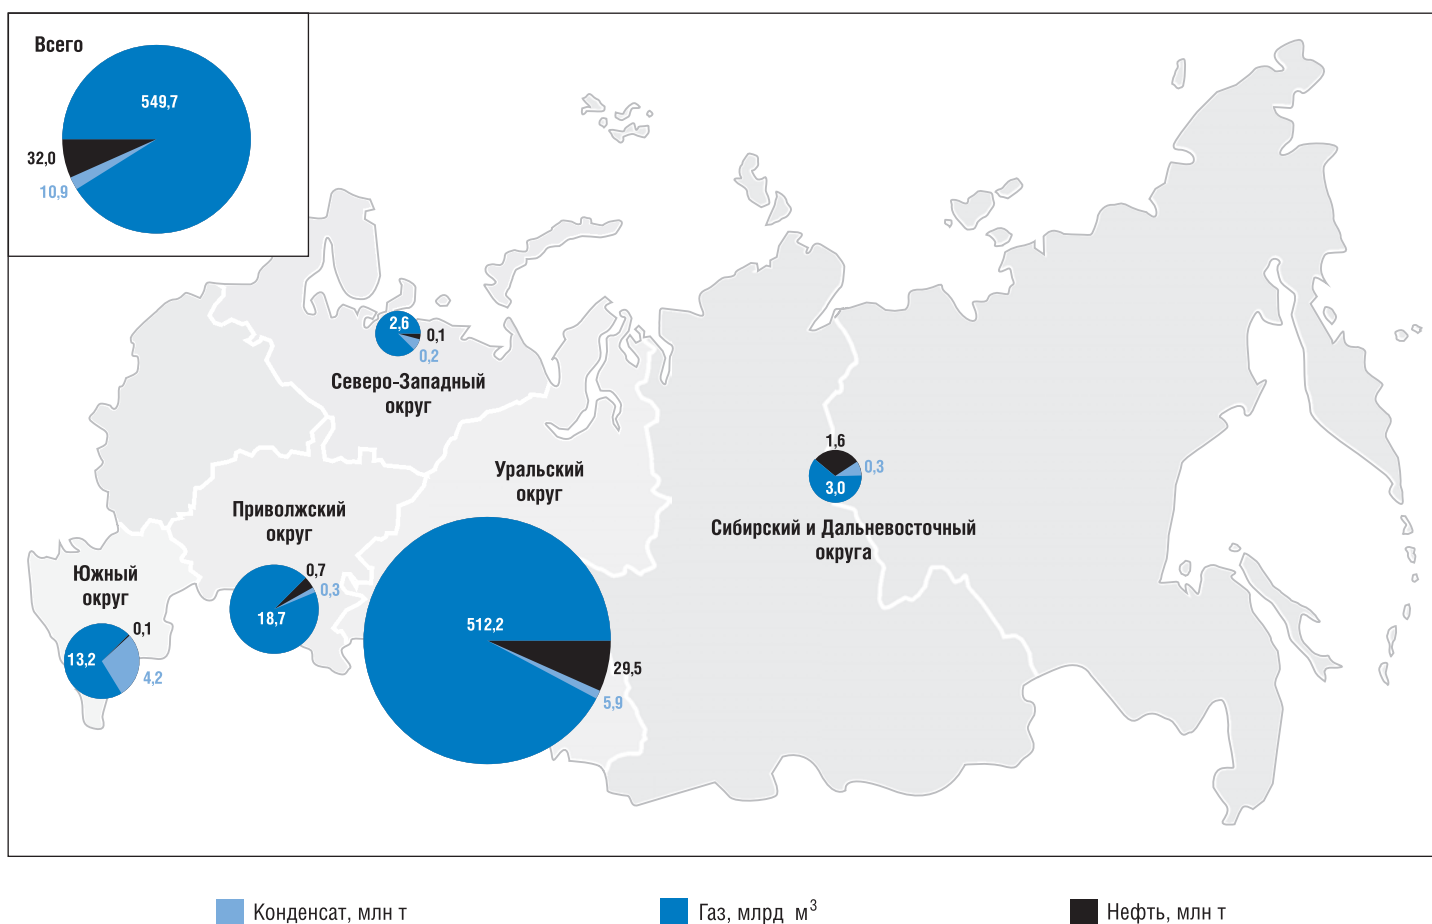 Всего
549,7
32,0
10,9
2,6
0,1
0,2
Северо-Западный
округ
Уральский
округ
1,6
0,3
3,0
Сибирский и Дальневосточный
округа
Приволжский
округ
0,7
0,3
18,7
Южный
округ
0,1
13,2
4,2
512,2
29,5
5,9
Конденсат, млн т
Газ, млрд м³
Нефть, млн т